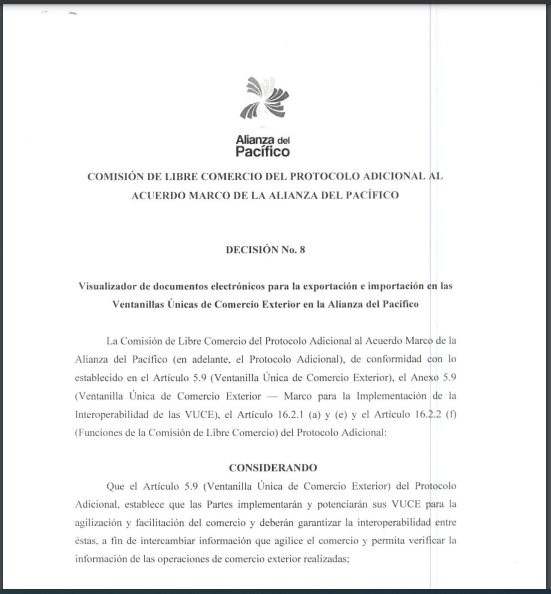 Alianza del
Pacífico
COMISIÓN DE LIBRE COMERCIO DEL PROTOCOLO ADICIONAL AL
ACUERDO MARCO DE LA ALIANZA DEL PACÍFICO
DECISIÓN No. 8
Visualizador de documentos electrónicos para la exportación e importación en las
Ventanillas Únicas de Comercio Exterior en la Alianza del Pacífico
La Comisión de Libre Comercio del Protocolo Adicional al Acuerdo Marco de la
Alianza del Pacífico (en adelante, el Protocolo Adicional), de conformidad con lo
establecido en el Artículo 5.9 (Ventanilla Única de Comercio Exterior), el Anexo 5.9
(Ventanilla Única de Comercio Exterior — Marco para la Implementación de la
Interoperabilidad de las VUCE), el Artículo 16.2.1 (a) y (e) y el Artículo 16.2.2 (f)
(Funciones de la Comisión de Libre Comercio) del Protocolo Adicional:
CONSIDERANDO
Que el Artículo 5.9 (Ventanilla Única de Comercio Exterior) del Protocolo
Adicional, establece que las Partes implementarán y potenciarán sus VUCE para la
agilización y facilitación del comercio y deberán garantizar la interoperabilidad entre
éstas, a fin de intercambiar información que agilice el comercio y permita verificar la
información de las operaciones de comercio exterior realizadas;